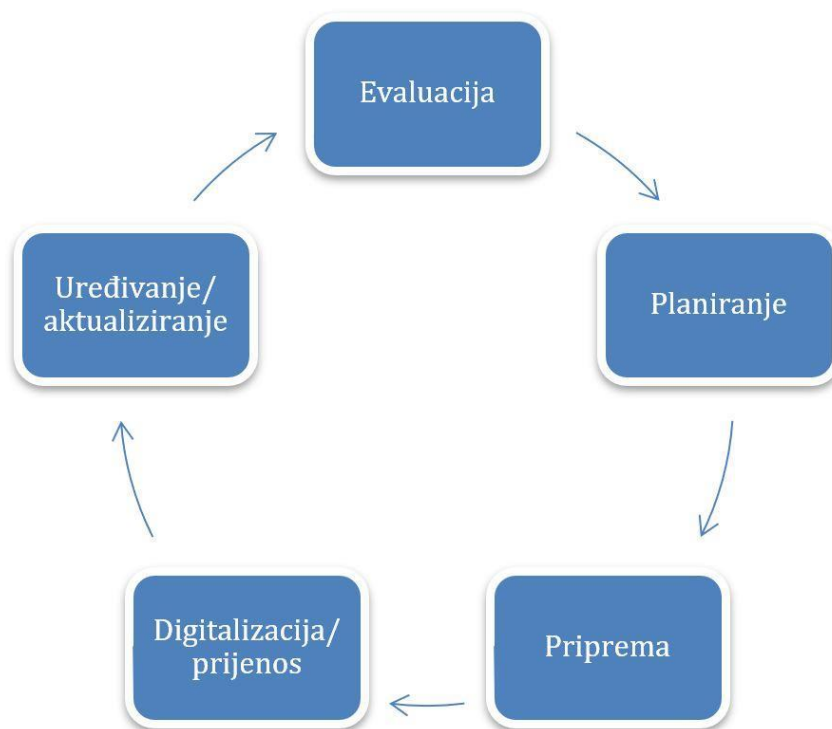 Evaluacija
Planiranje
Priprema
Digitalizacija/
prijenos
Uređivanje/
aktualiziranje